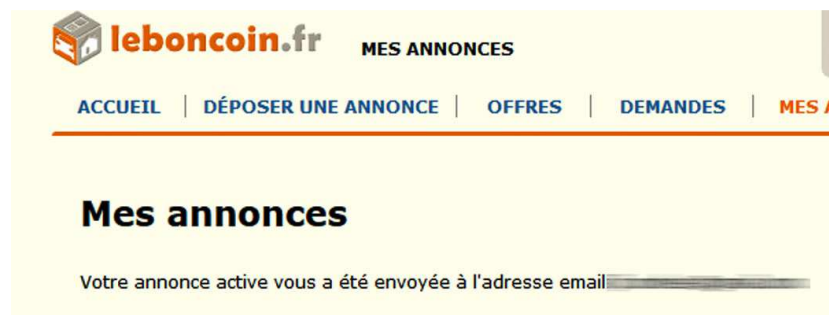 leboncoin.fr MES ANNONCES
ACCUEIL | DÉPOSER UNE ANNONCE | OFFRES | DEMANDES | MES
Mes annonces
Votre annonce active vous a été envoyée à l'adresse email